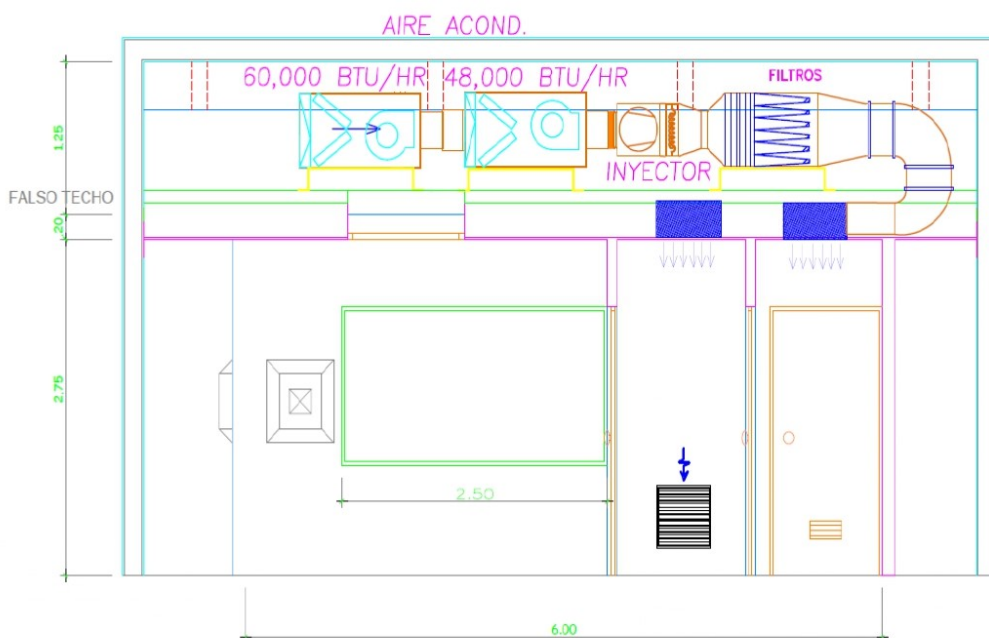 AIRE ACOND.
60,000 BTU/HR 48,000 BTU/HR
FILTROS
1.25
INYECTOR
FALSO TECHO
.20
2.75
2.50
6.00